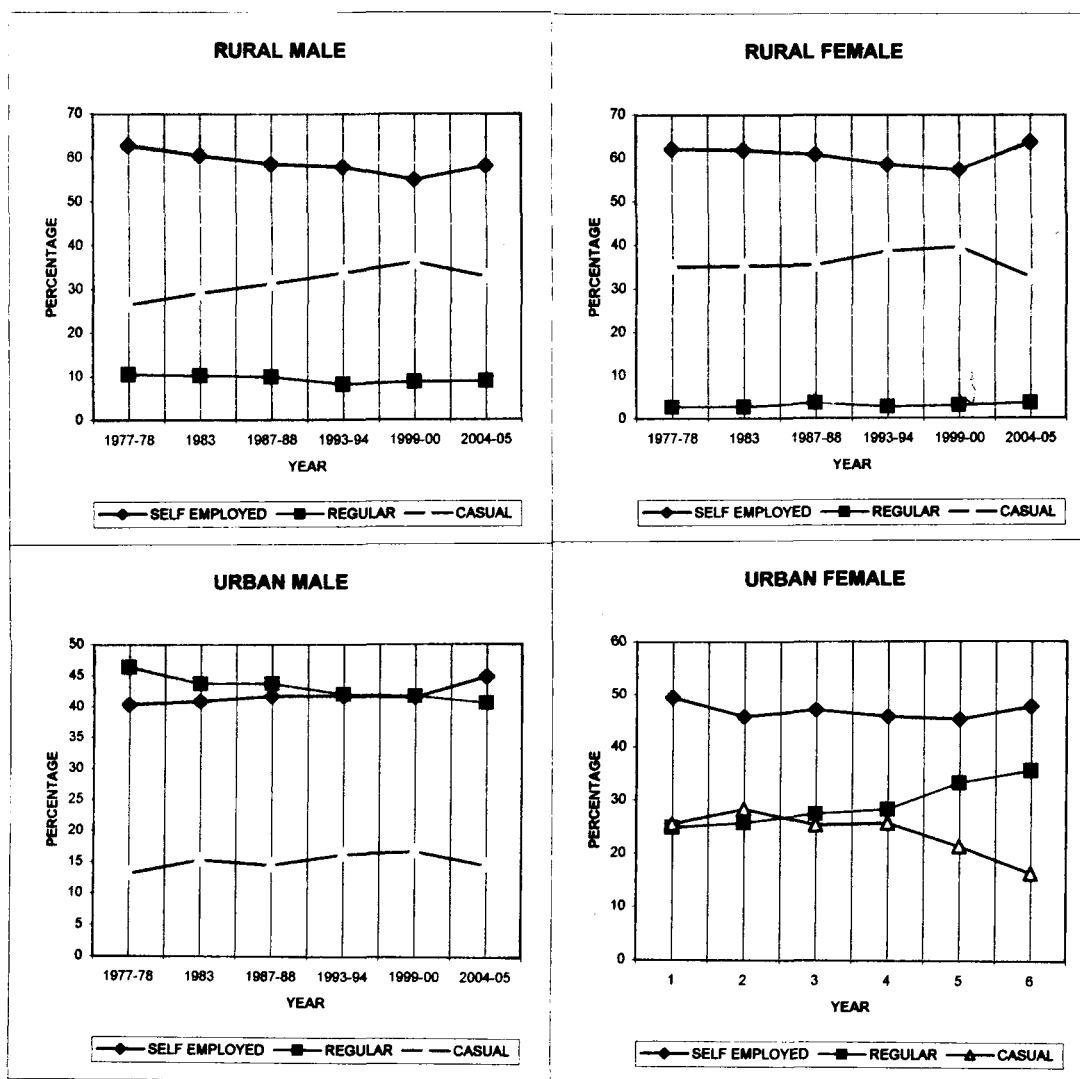 RURAL MALE
70
60
50
40
30
20
10
0
PERCENTAGE
1977-78 1983 1987-88 1993-94 1999-00 2004-05
YEAR
SELF EMPLOYED REGULAR CASUAL
RURAL FEMALE
70
60
50
40
30
20
10
0
PERCENTAGE
1977-78 1983 1987-88 1993-94 1999-00 2004-05
YEAR
SELF EMPLOYED REGULAR CASUAL
URBAN MALE
50
45
40
35
30
25
20
15
10
5
0
PERCENTAGE
1977-78 1983 1987-88 1993-94 1999-00 2004-05
YEAR
SELF EMPLOYED REGULAR CASUAL
URBAN FEMALE
60
50
40
30
20
10
0
PERCENTAGE
1 2 3 4 5 6
YEAR
SELF EMPLOYED REGULAR CASUAL